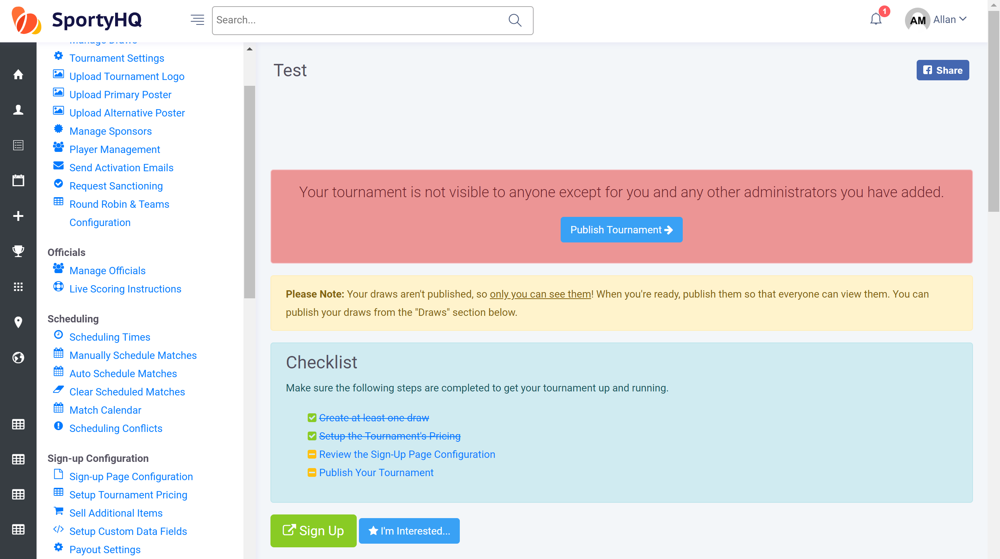 SportyHQ
Search...
1
AM
Allan
Tournament Settings
Upload Tournament Logo
Upload Primary Poster
Upload Alternative Poster
Manage Sponsors
Player Management
Send Activation Emails
Request Sanctioning
Round Robin & Teams
Configuration
Officials
Manage Officials
Live Scoring Instructions
Scheduling
Scheduling Times
Manually Schedule Matches
Auto Schedule Matches
Clear Scheduled Matches
Match Calendar
Scheduling Conflicts
Sign-up Configuration
Sign-up Page Configuration
Setup Tournament Pricing
Sell Additional Items
Setup Custom Data Fields
Payout Settings
Test
Share
Your tournament is not visible to anyone except for you and any other administrators you have added.
Publish Tournament
Please Note: Your draws aren't published, so only you can see them! When you're ready, publish them so that everyone can view them. You can
publish your draws from the "Draws" section below.
Checklist
Make sure the following steps are completed to get your tournament up and running.
Create at least one draw
Setup the Tournament's Pricing
Review the Sign-Up Page Configuration
Publish Your Tournament
Sign Up
I'm Interested...